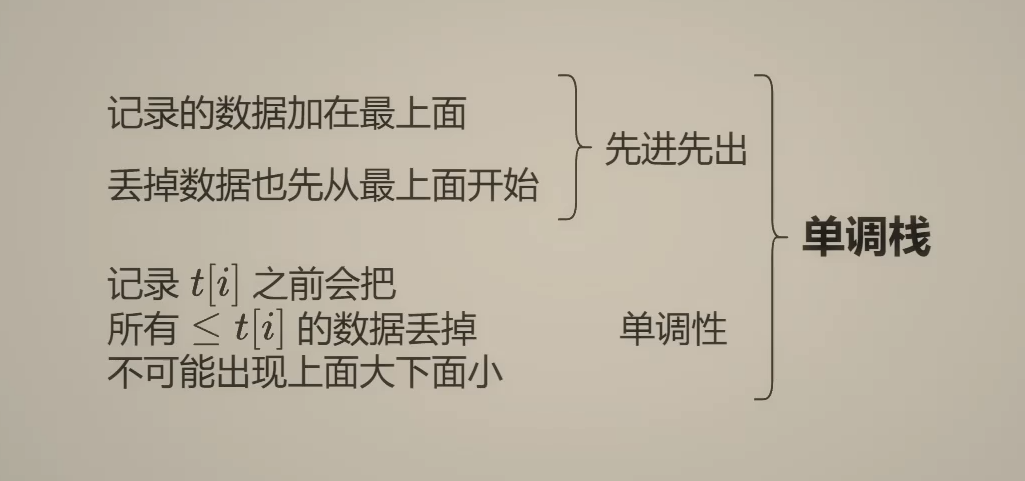 记录的数据加在最上面
丢掉数据也先从最上面开始
先进先出
记录 t[i] 之前会把
所有 ≤ t[i] 的数据丢掉
不可能出现上面大下面小
单调性
单调栈